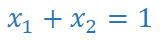 x₁ + x₂ = 1